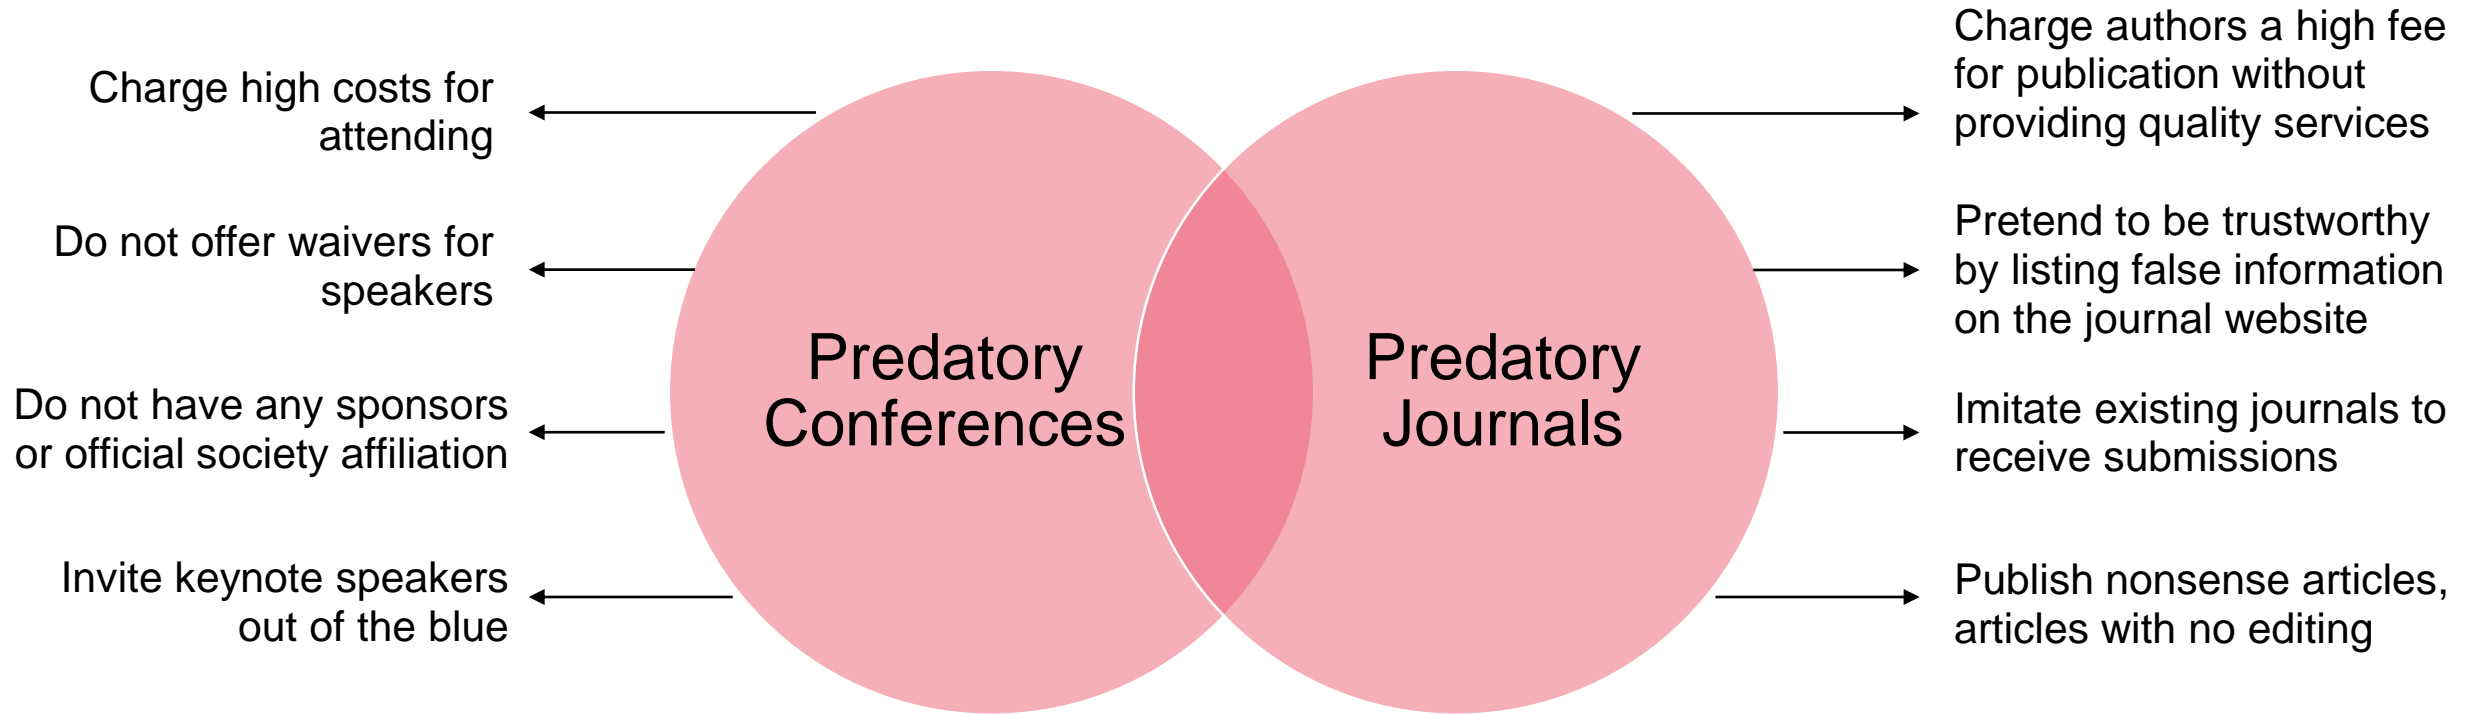 Charge high costs for
attending
Do not offer waivers for
speakers
Do not have any sponsors
or official society affiliation
Invite keynote speakers
out of the blue
Predatory
Conferences
Predatory
Journals
Charge authors a high fee
for publication without
providing quality services
Pretend to be trustworthy
by listing false information
on the journal website
Imitate existing journals to
receive submissions
Publish nonsense articles,
articles with no editing